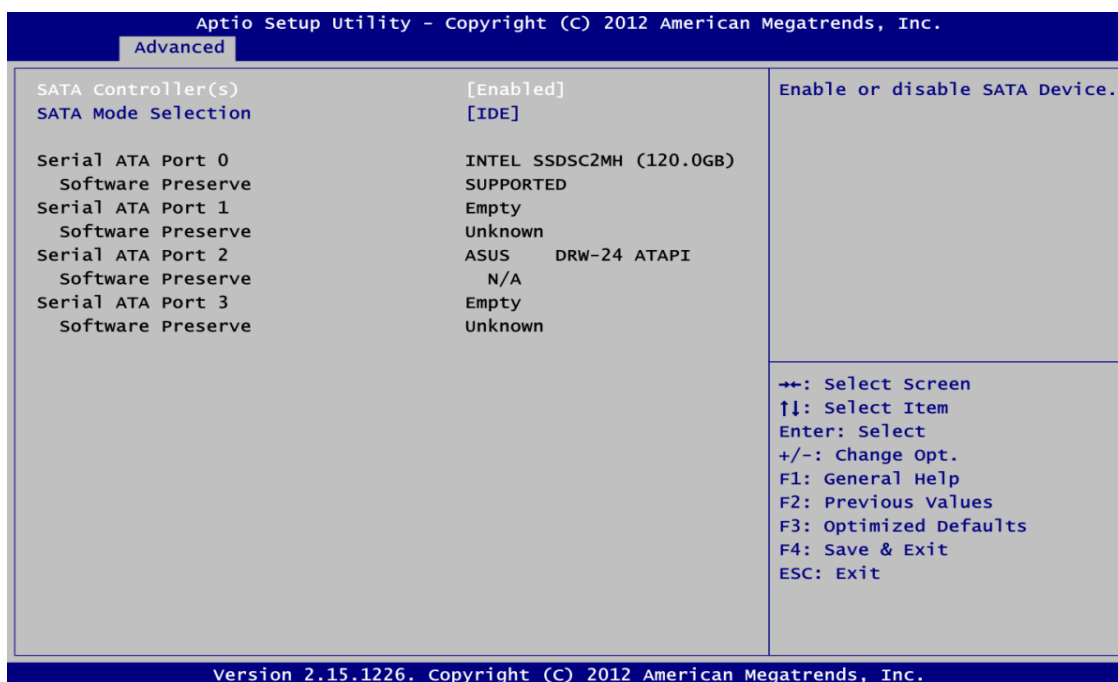 Aptio Setup Utility – Copyright (C) 2012 American Megatrends, Inc.
Advanced
SATA Controller(s) [Enabled]
SATA Mode Selection [IDE]
Serial ATA Port 0 INTEL SSDSC2MH (120.0GB)
Software Preserve SUPPORTED
Serial ATA Port 1 Empty
Software Preserve Unknown
Serial ATA Port 2 ASUS DRW-24 ATAPI
Software Preserve N/A
Serial ATA Port 3 Empty
Software Preserve Unknown
Enable or disable SATA Device.
→←: Select Screen
↑↓: Select Item
Enter: Select
+/-: Change Opt.
F1: General Help
F2: Previous Values
F3: Optimized Defaults
F4: Save & Exit
ESC: Exit
Version 2.15.1226. Copyright (C) 2012 American Megatrends, Inc.